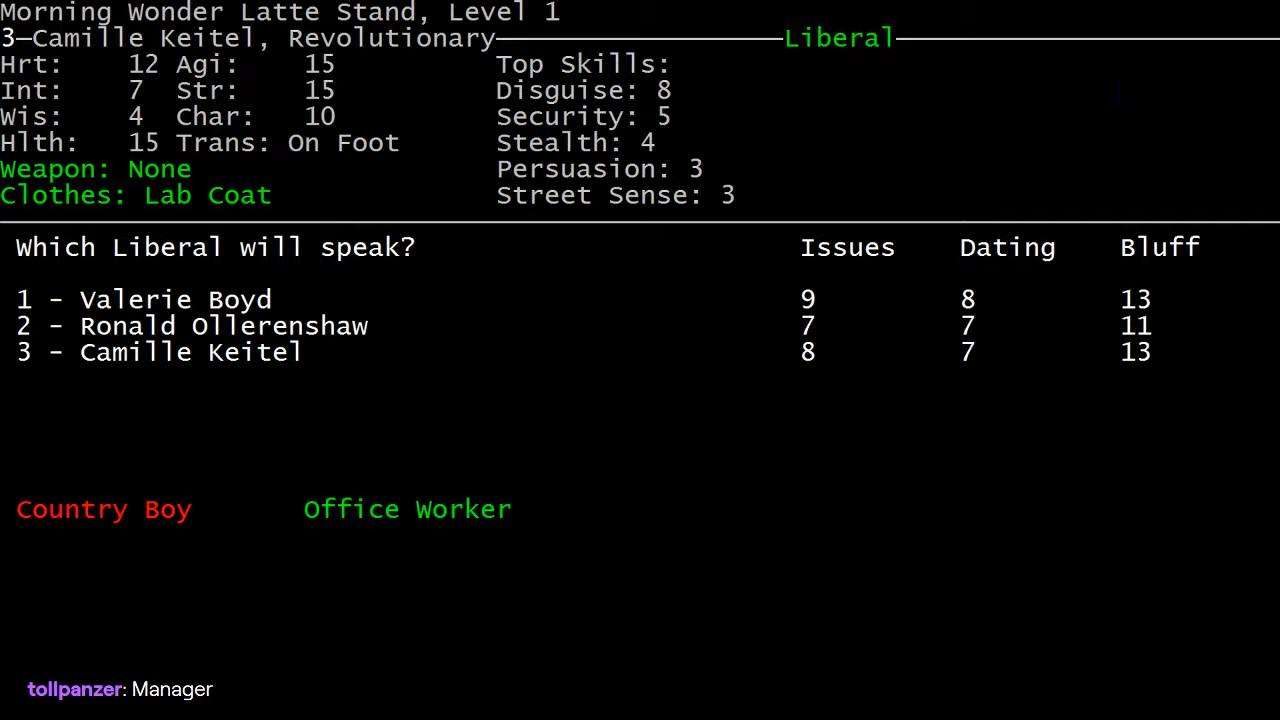 Morning Wonder Latte Stand, Level 1
3—Camille Keitel, Revolutionary Liberal
Hrt: 12 Agi: 15 Top Skills:
Int: 7 Str: 15 Disguise: 8
Wis: 4 Char: 10 Security: 5
Hlth: 15 Trans: On Foot Stealth: 4
Weapon: None Persuasion: 3
Clothes: Lab Coat Street Sense: 3
Which Liberal will speak? Issues Dating Bluff
1 - Valerie Boyd 9 8 13
2 - Ronald Ollerenshaw 7 7 11
3 - Camille Keitel 8 7 13
Country Boy Office Worker
tollpanzer: Manager